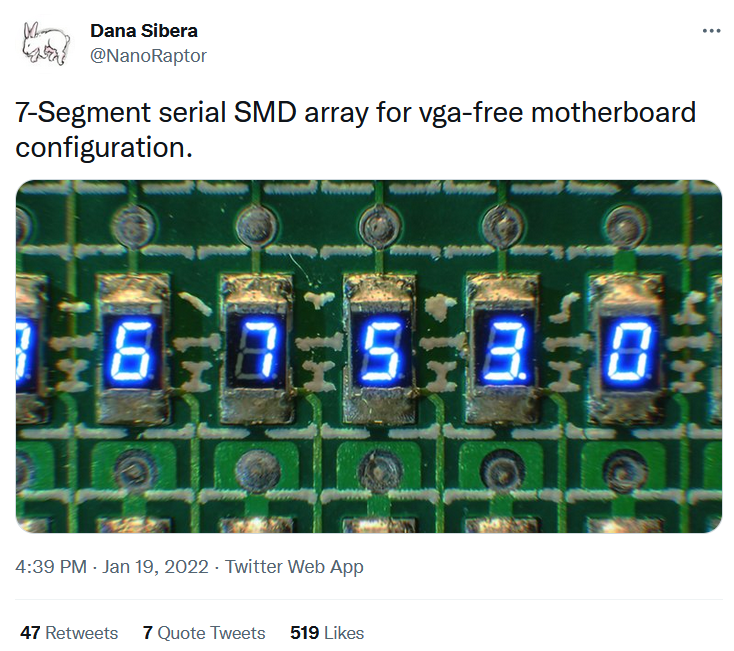 Dana Sibera
@NanoRaptor
7-Segment serial SMD array for vga-free motherboard
configuration.
6 7 5 3. 0
4:39 PM · Jan 19, 2022 · Twitter Web App
47 Retweets 7 Quote Tweets 519 Likes